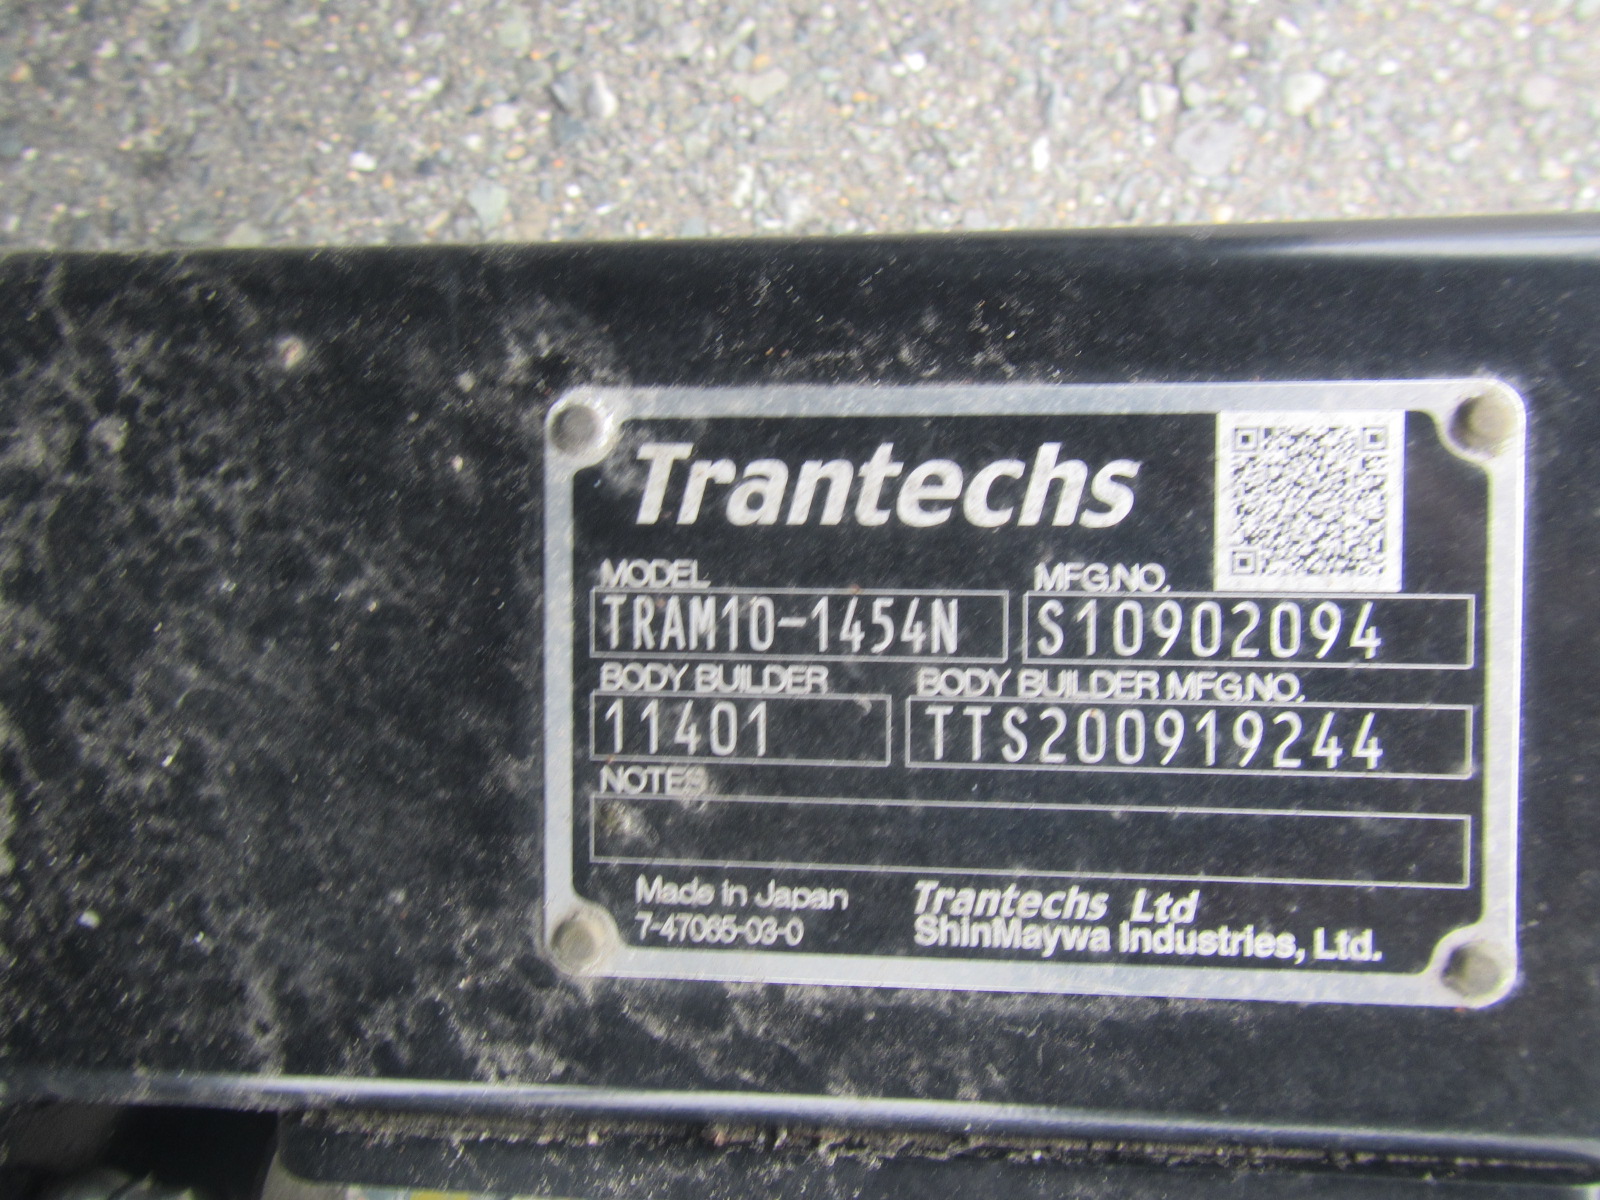 Trantechs
MODEL MFG.NO.
TRAM10-1454N S10902094
BODY BUILDER BODY BUILDER MFG.NO.
11401 TTS200919244
NOTES
Made in Japan Trantechs Ltd
7-47065-03-0 ShinMaywa Industries, Ltd.